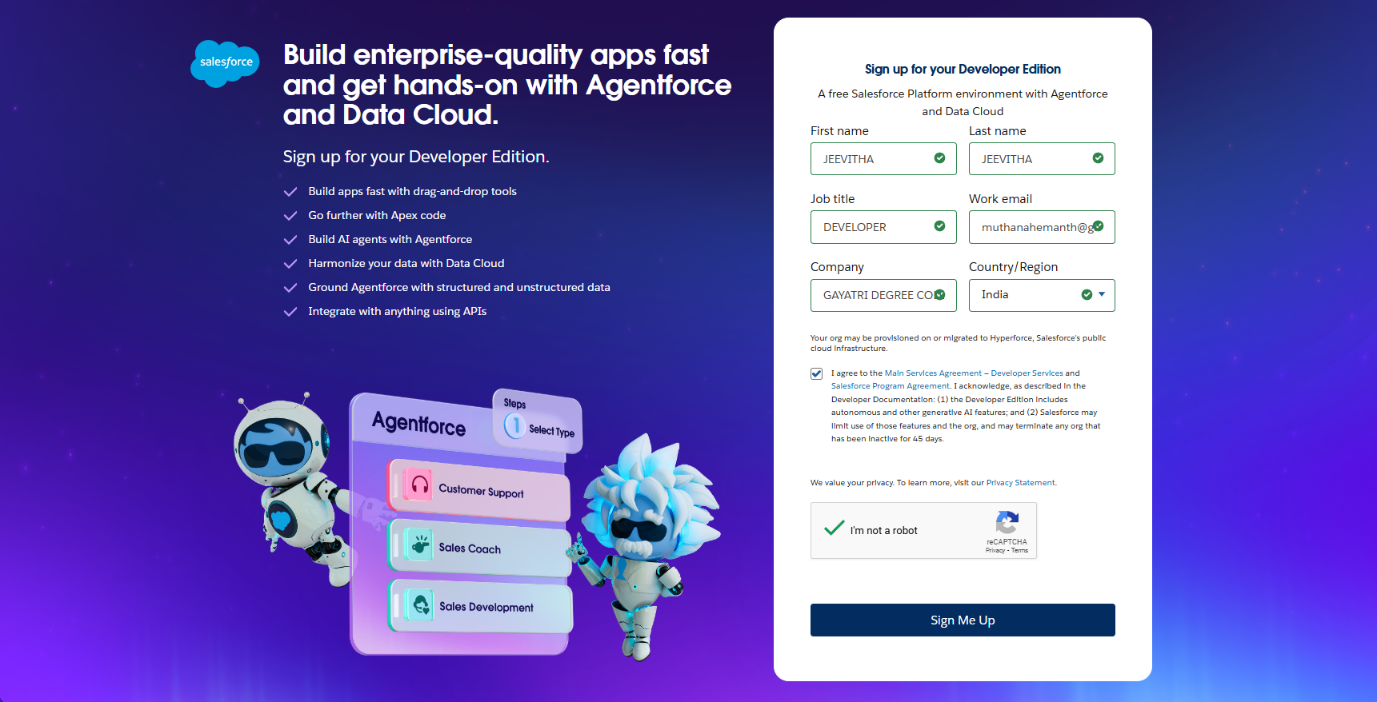 salesforce
Build enterprise-quality apps fast
and get hands-on with Agentforce
and Data Cloud.
Sign up for your Developer Edition.
Build apps fast with drag-and-drop tools
Go further with Apex code
Build AI agents with Agentforce
Harmonize your data with Data Cloud
Ground Agentforce with structured and unstructured data
Integrate with anything using APIs
Agentforce
Steps
1 Select Type
Customer Support
Sales Coach
Sales Development
Sign up for your Developer Edition
A free Salesforce Platform environment with Agentforce
and Data Cloud
First name Last name
JEEVITHA JEEVITHA
Job title Work email
DEVELOPER muthanahemanth@g
Company Country/Region
GAYATRI DEGREE CO India
Your org may be provisioned on or migrated to Hyperforce, Salesforce's public
cloud infrastructure.
I agree to the Main Services Agreement – Developer Services and
Salesforce Program Agreement. I acknowledge, as described in the
Developer Documentation: (1) the Developer Edition includes
autonomous and other generative AI features; and (2) Salesforce may
limit use of those features and the org, and may terminate any org that
has been inactive for 45 days.
We value your privacy. To learn more, visit our Privacy Statement.
I'm not a robot
reCAPTCHA
Privacy - Terms
Sign Me Up